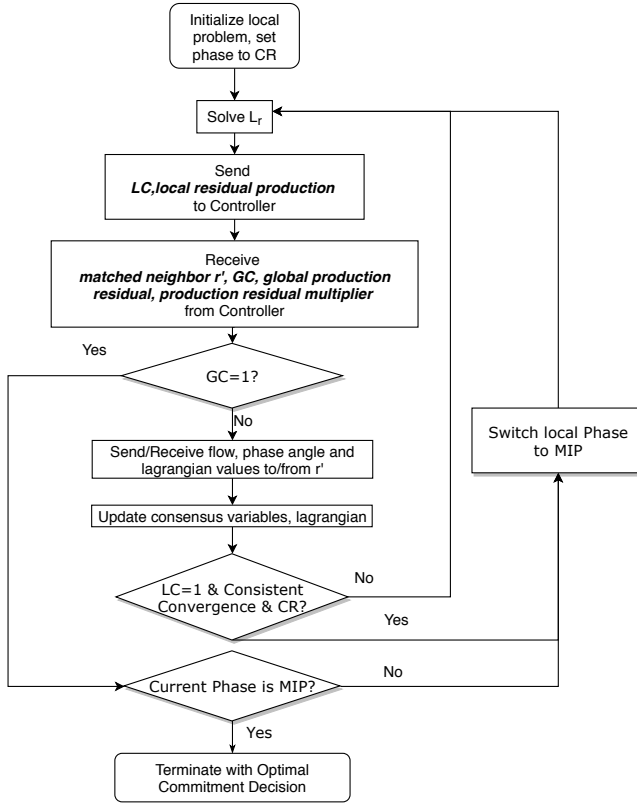 Initialize local
problem, set
phase to CR
Solve Lr
Send
LC,local residual production
to Controller
Receive
matched neighbor r', GC, global production
residual, production residual multiplier
from Controller
Yes
GC=1?
No
Send/Receive flow, phase angle and
lagrangian values to/from r'
Switch local Phase
to MIP
Update consensus variables, lagrangian
LC=1 & Consistent
Convergence & CR?
No
Yes
Current Phase is MIP?
No
Yes
Terminate with Optimal
Commitment Decision